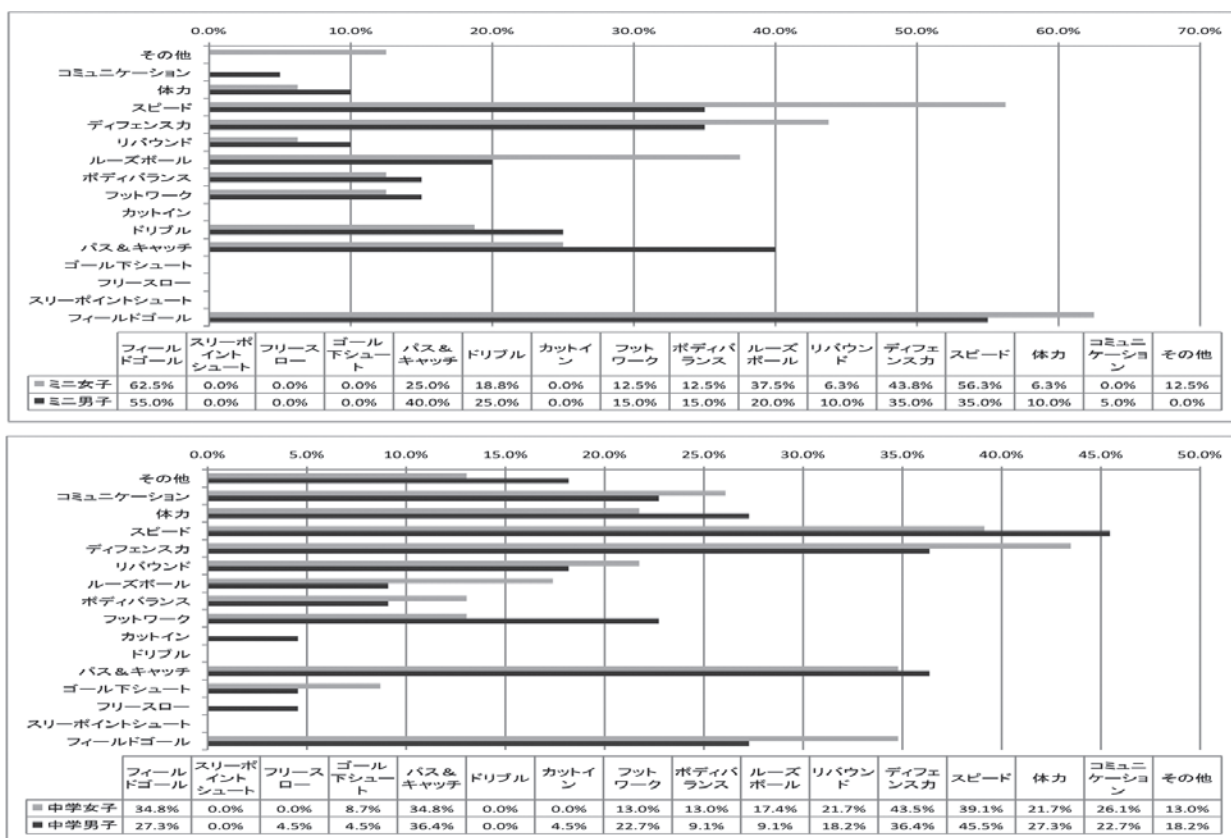 0.0% 10.0% 20.0% 30.0% 40.0% 50.0% 60.0% 70.0%
その他
コミュニケーション
体力
スピード
ディフェンス力
リバウンド
ルーズボール
ボディバランス
フットワーク
カットイン
ドリブル
パス&キャッチ
ゴール下シュート
フリースロー
スリーポイントシュート
フィールドゴール
フィールドゴール スリーポイントシュート フリースロー ゴール下シュート パス&キャッチ ドリブル カットイン フットワーク ボディバランス ルーズボール リバウンド ディフェンス力 スピード 体力 コミュニケーション その他
ミニ女子 62.5% 0.0% 0.0% 0.0% 25.0% 18.8% 0.0% 12.5% 12.5% 37.5% 6.3% 43.8% 56.3% 6.3% 0.0% 12.5%
ミニ男子 55.0% 0.0% 0.0% 0.0% 40.0% 25.0% 0.0% 15.0% 15.0% 20.0% 10.0% 35.0% 35.0% 10.0% 5.0% 0.0%
0.0% 5.0% 10.0% 15.0% 20.0% 25.0% 30.0% 35.0% 40.0% 45.0% 50.0%
その他
コミュニケーション
体力
スピード
ディフェンス力
リバウンド
ルーズボール
ボディバランス
フットワーク
カットイン
ドリブル
パス&キャッチ
ゴール下シュート
フリースロー
スリーポイントシュート
フィールドゴール
フィールドゴール スリーポイントシュート フリースロー ゴール下シュート パス&キャッチ ドリブル カットイン フットワーク ボディバランス ルーズボール リバウンド ディフェンス力 スピード 体力 コミュニケーション その他
中学女子 34.8% 0.0% 0.0% 8.7% 34.8% 0.0% 0.0% 13.0% 13.0% 17.4% 21.7% 43.5% 39.1% 21.7% 26.1% 13.0%
中学男子 27.3% 0.0% 4.5% 4.5% 36.4% 0.0% 4.5% 22.7% 9.1% 9.1% 18.2% 36.4% 45.5% 27.3% 22.7% 18.2%